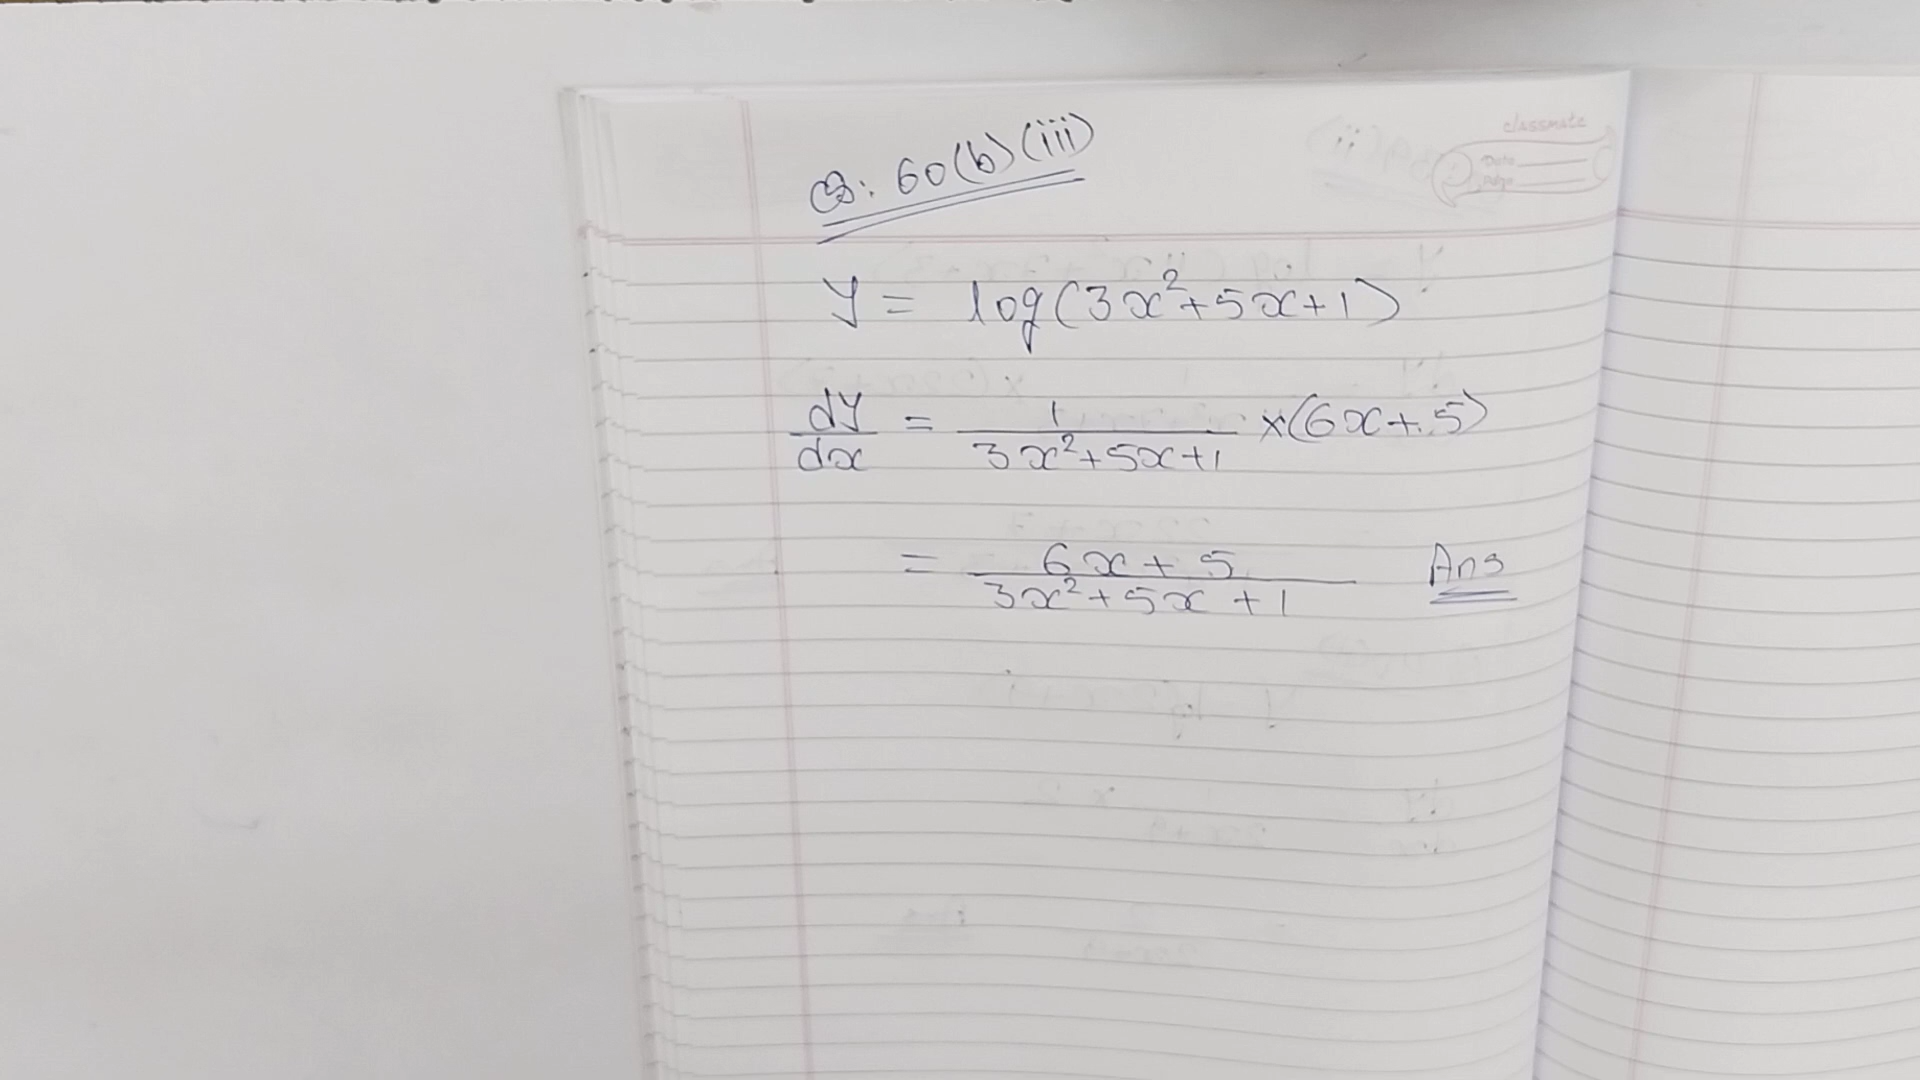 Q: 60(b)(iii)
classmate
Date
Page
y = log(3x²+5x+1)
dy/dx = 1/(3x²+5x+1) ×(6x+5)
= (6x+5)/(3x²+5x+1) Ans